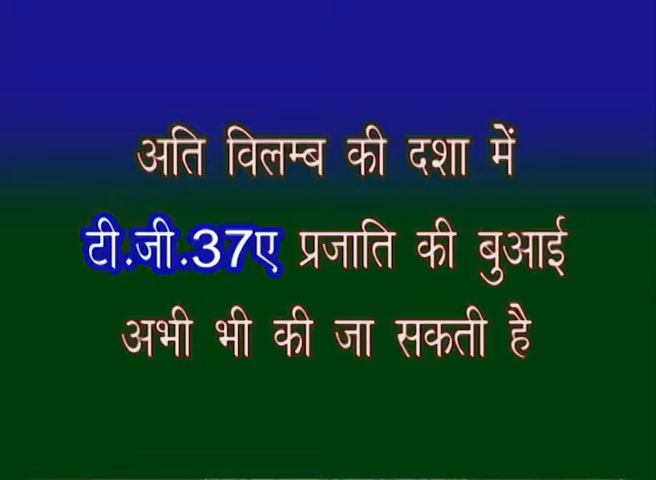 अति विलम्ब की दशा में
टी.जी.37ए प्रजाति की बुआई
अभी भी की जा सकती है